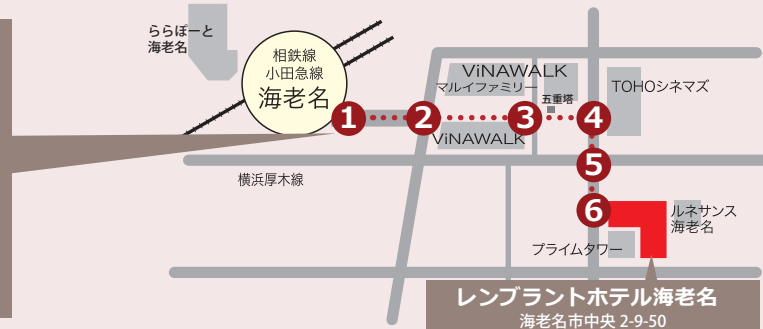 ららぽーと
海老名
相鉄線
小田急線
海老名
ViNAWALK
マルイファミリー
五重塔
TOHOシネマズ
1
2
3
4
ViNAWALK
5
横浜厚木線
6
ルネサンス
海老名
プライムタワー
レンブラントホテル海老名
海老名市中央 2-9-50